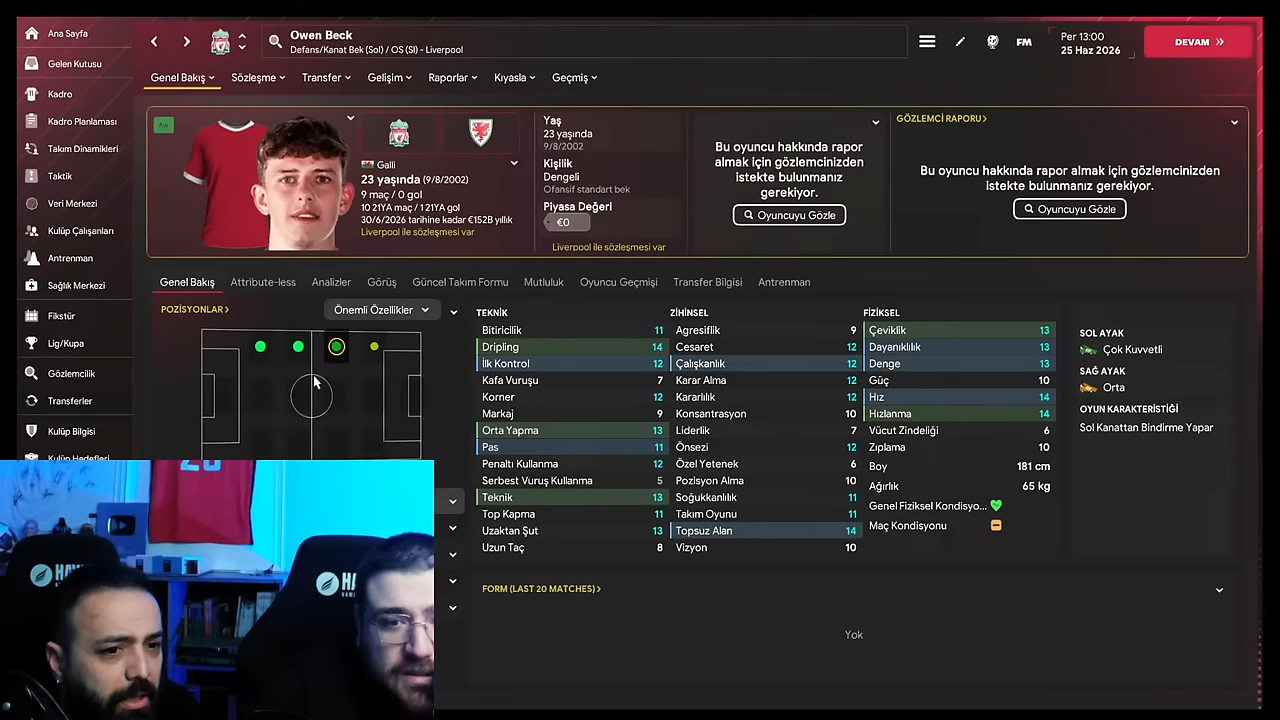 Ana Sayfa
Gelen Kutusu
Kadro
Kadro Planlaması
Takım Dinamikleri
Taktik
Veri Merkezi
Kulüp Çalışanları
Antrenman
Sağlık Merkezi
Fikstür
Lig/Kupa
Gözlemcilik
Transferler
Kulüp Bilgisi
Kulüp Hedefleri
Owen Beck
Defans/Kanat Bek (Sol) / OS (Sl) - Liverpool
FM
Per 13:00
25 Haz 2026
DEVAM
Genel Bakış
Sözleşme
Transfer
Gelişim
Raporlar
Kıyasla
Geçmiş
Galli
23 yaşında (9/8/2002)
9 maç / 0 gol
10 21YA maç / 1 21YA gol
30/6/2026 tarihine kadar €152B yıllık
Liverpool ile sözleşmesi var
Yaş
23 yaşında
9/8/2002
Kişilik
Dengeli
Ofansif standart bek
Piyasa Değeri
€0
Liverpool ile sözleşmesi var
Bu oyuncu hakkında rapor
almak için gözlemcinizden
istekte bulunmanız
gerekiyor.
Oyuncuyu Gözle
GÖZLEMCİ RAPORU
Bu oyuncu hakkında rapor almak için gözlemcinizden
istekte bulunmanız gerekiyor.
Oyuncuyu Gözle
Genel Bakış
Attribute-less
Analizler
Görüş
Güncel Takım Formu
Mutluluk
Oyuncu Geçmişi
Transfer Bilgisi
Antrenman
POZİSYONLAR
Önemli Özellikler
TEKNİK
Bitiricilik 11
Dripling 14
İlk Kontrol 12
Kafa Vuruşu 7
Korner 12
Markaj 9
Orta Yapma 13
Pas 11
Penaltı Kullanma 12
Serbest Vuruş Kullanma 5
Teknik 13
Top Kapma 11
Uzaktan Şut 13
Uzun Taç 8
ZİHİNSEL
Agresiflik 9
Cesaret 12
Çalışkanlık 12
Karar Alma 12
Kararlılık 12
Konsantrasyon 10
Liderlik 7
Önsezi 12
Özel Yetenek 6
Pozisyon Alma 10
Soğukkanlılık 11
Takım Oyunu 11
Topsuz Alan 14
Vizyon 10
FİZİKSEL
Çeviklik 13
Dayanıklılık 13
Denge 13
Güç 10
Hız 14
Hızlanma 14
Vücut Zindeliği 6
Zıplama 10
Boy 181 cm
Ağırlık 65 kg
Genel Fiziksel Kondisyo...
Maç Kondisyonu
SOL AYAK
Çok Kuvvetli
SAĞ AYAK
Orta
OYUN KARAKTERİSTİĞİ
Sol Kanattan Bindirme Yapar
FORM (LAST 20 MATCHES)
Yok